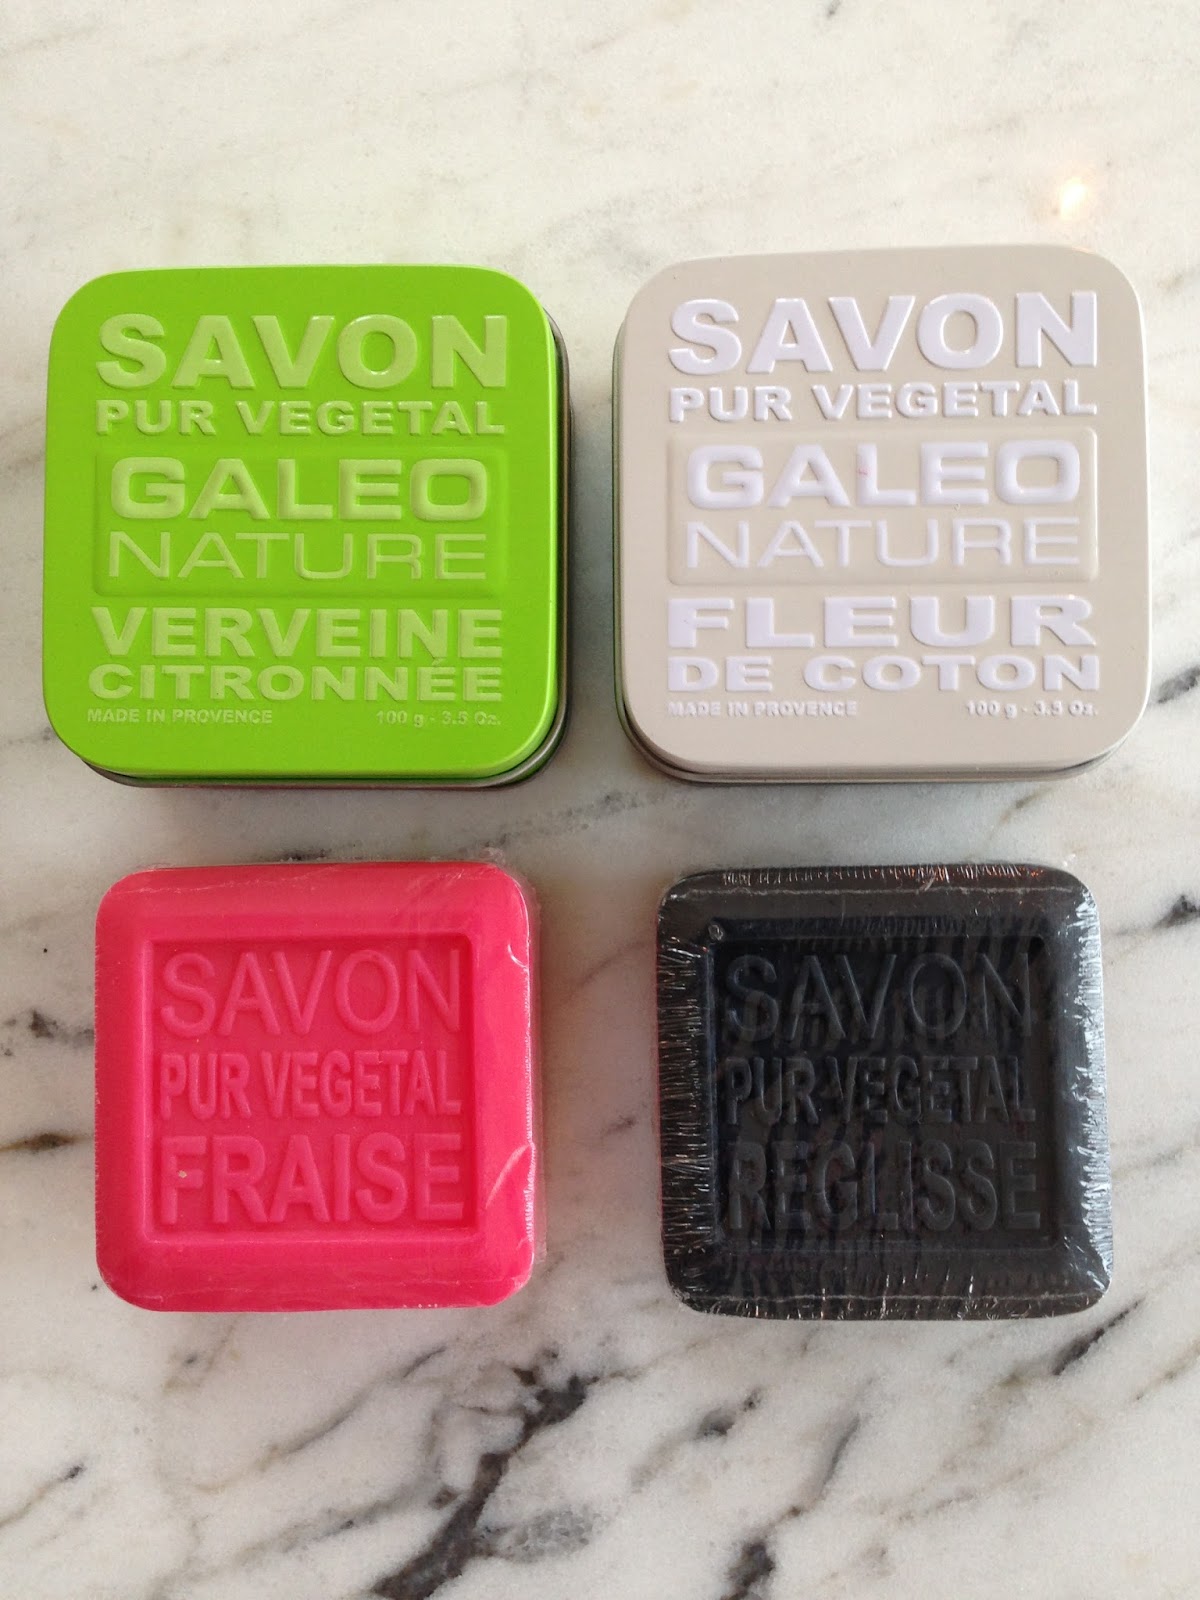 SAVON
PUR VEGETAL
GALEO
NATURE
VERVEINE
CITRONNÉE
MADE IN PROVENCE 100 g - 3.5 Oz.
SAVON
PUR VEGETAL
GALEO
NATURE
FLEUR
DE COTON
MADE IN PROVENCE 100 g - 3.5 Oz.
SAVON
PUR VEGETAL
FRAISE
SAVON
PUR VEGETAL
REGLISSE